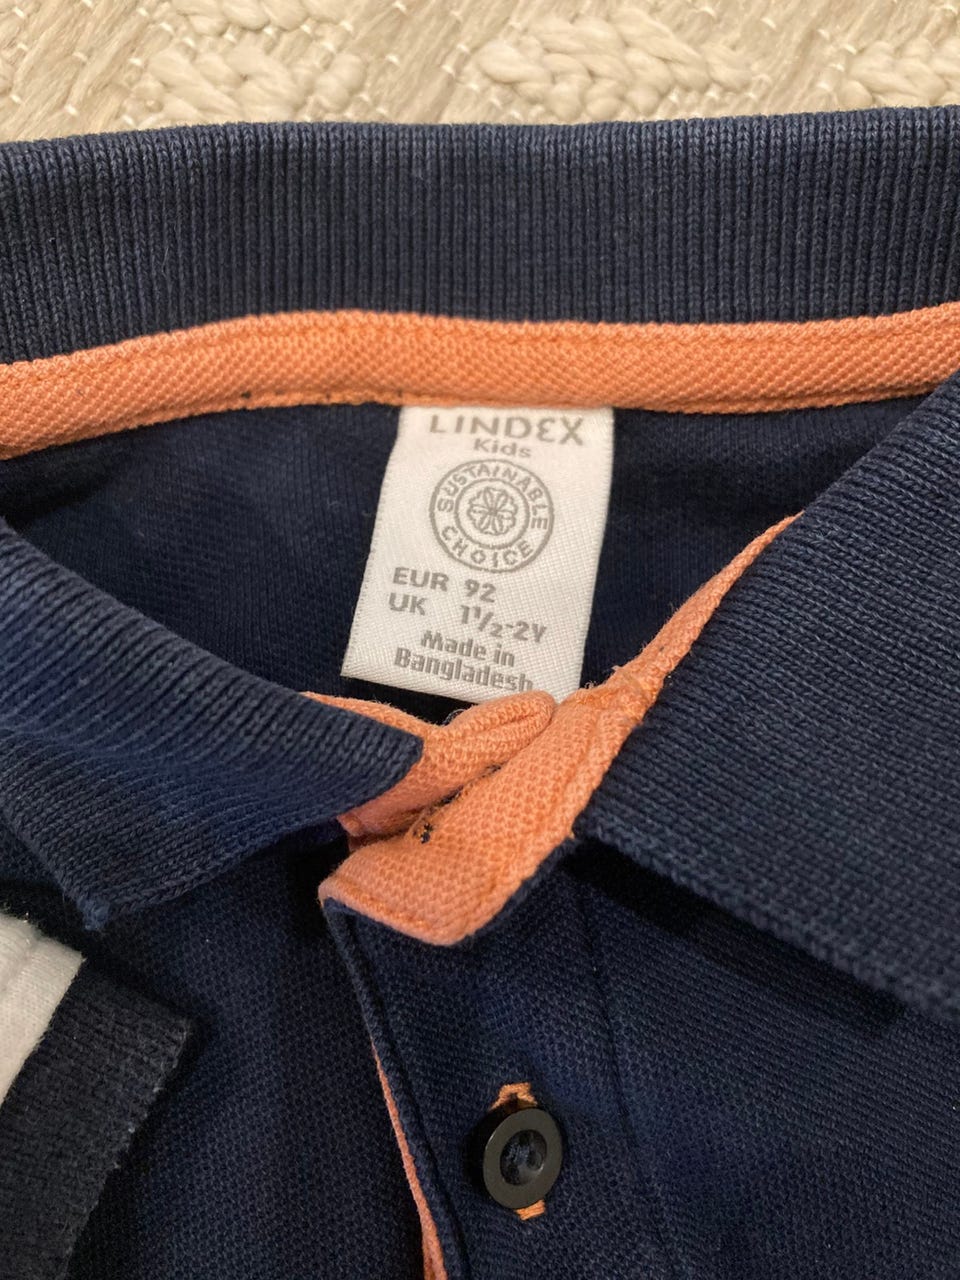 LINDEX
Kids
SUSTAINABLE
CHOICE
EUR 92
UK 1½-2Y
Made in
Bangladesh